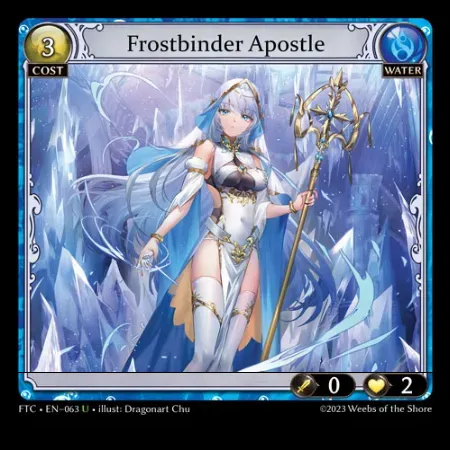 3
Frostbinder Apostle
COST
WATER
0
2
FTC • EN-063 U • illust: Dragonart Chu
©2023 Weebs of the Shore